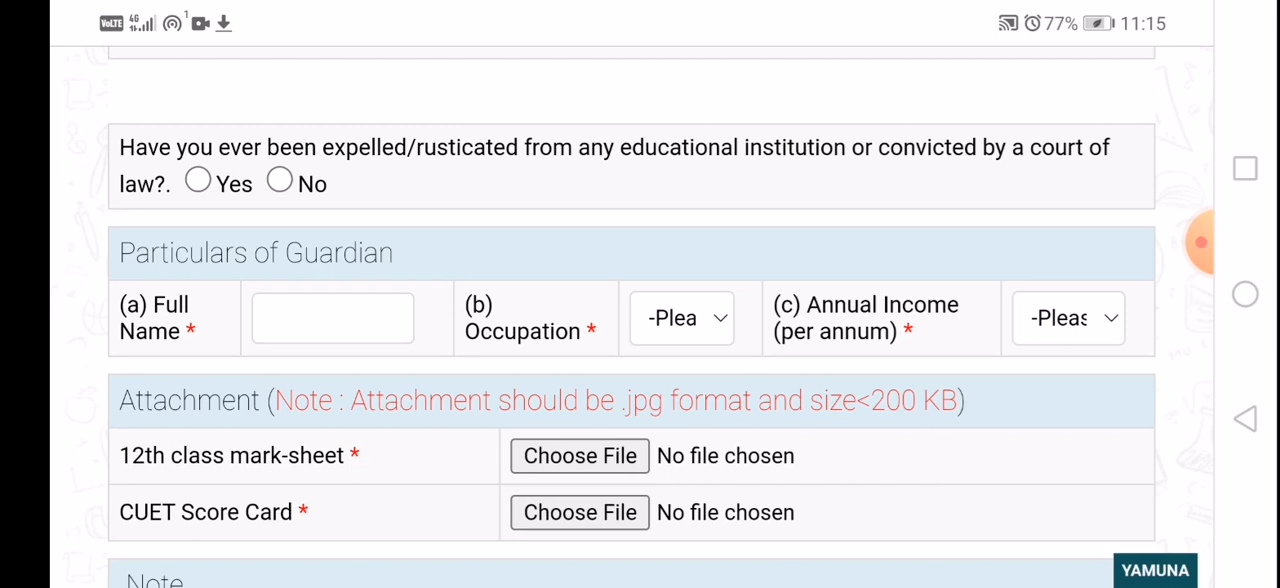 VoLTE 4G 1 77% 11:15
Have you ever been expelled/rusticated from any educational institution or convicted by a court of
law?. Yes No
Particulars of Guardian
(a) Full
Name *
(b)
Occupation *
-Plea
(c) Annual Income
(per annum) *
-Pleas
Attachment (Note : Attachment should be .jpg format and size<200 KB)
12th class mark-sheet * Choose File No file chosen
CUET Score Card * Choose File No file chosen
Note
YAMUNA